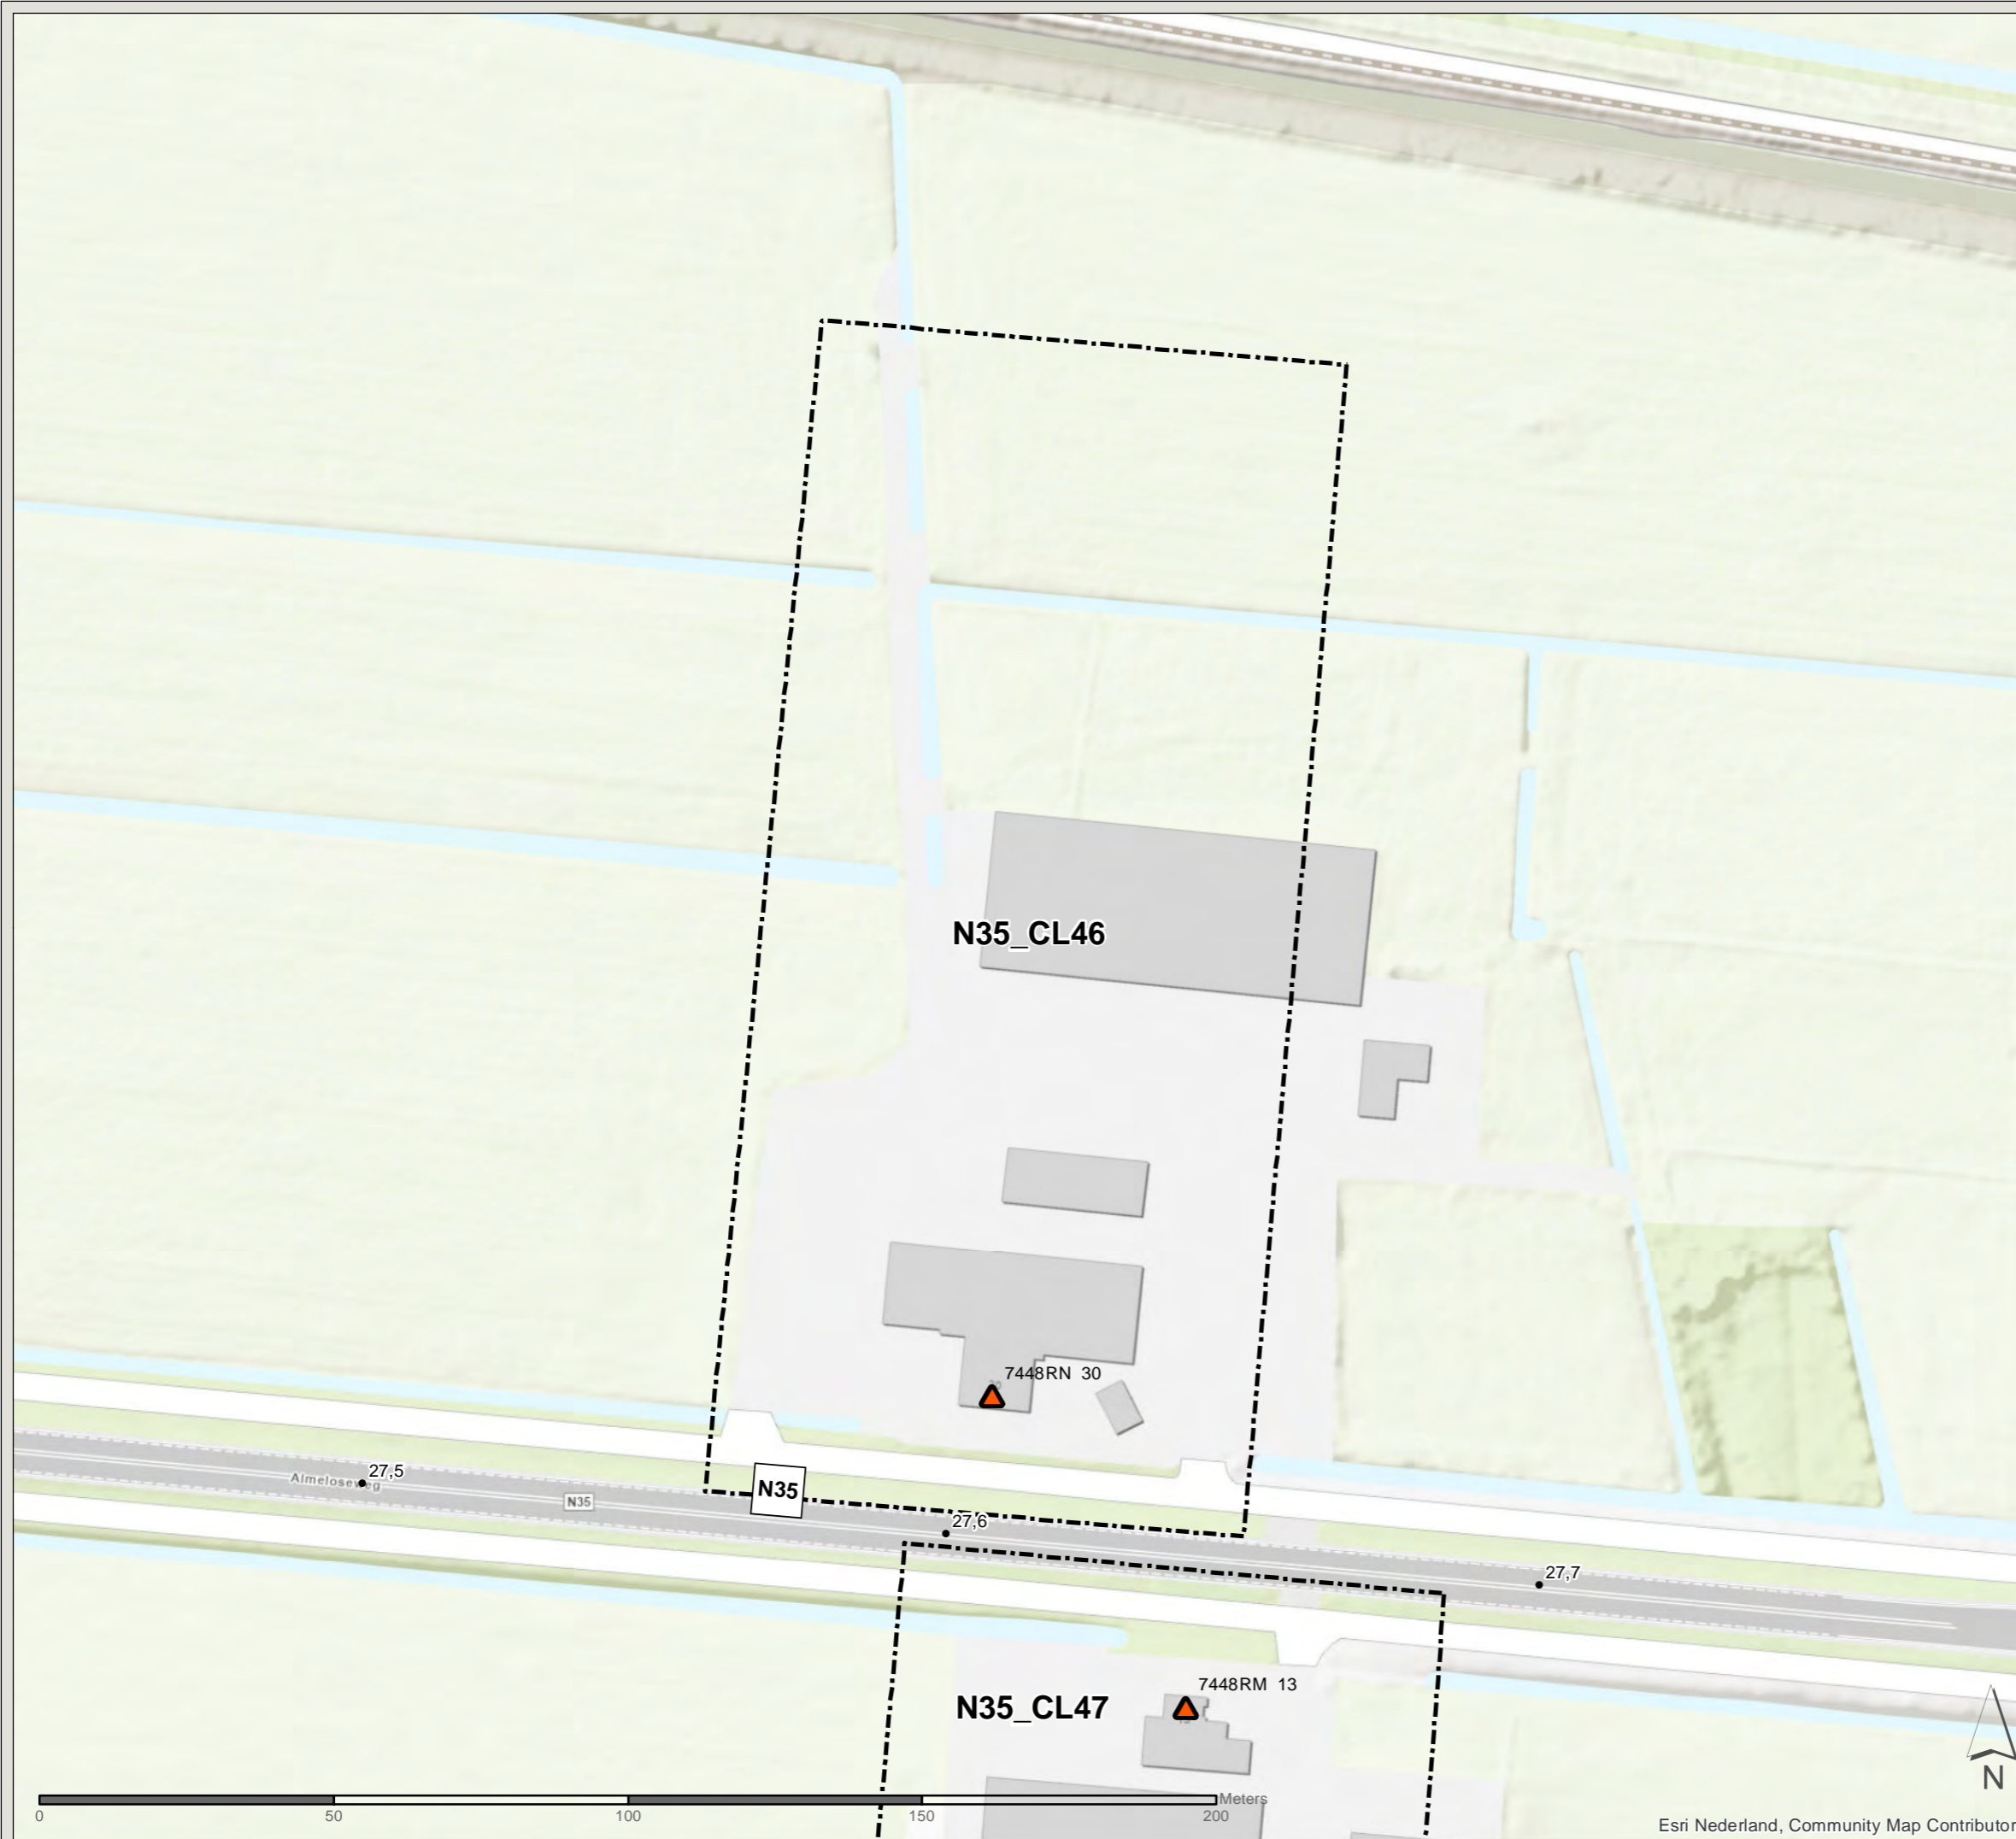 N35_CL46
7448RN 30
27,5
Almeloseweg
N35
N35
27,6
27,7
7448RM 13
N35_CL47
N
Meters
0 50 100 150 200
Esri Nederland, Community Map Contributor